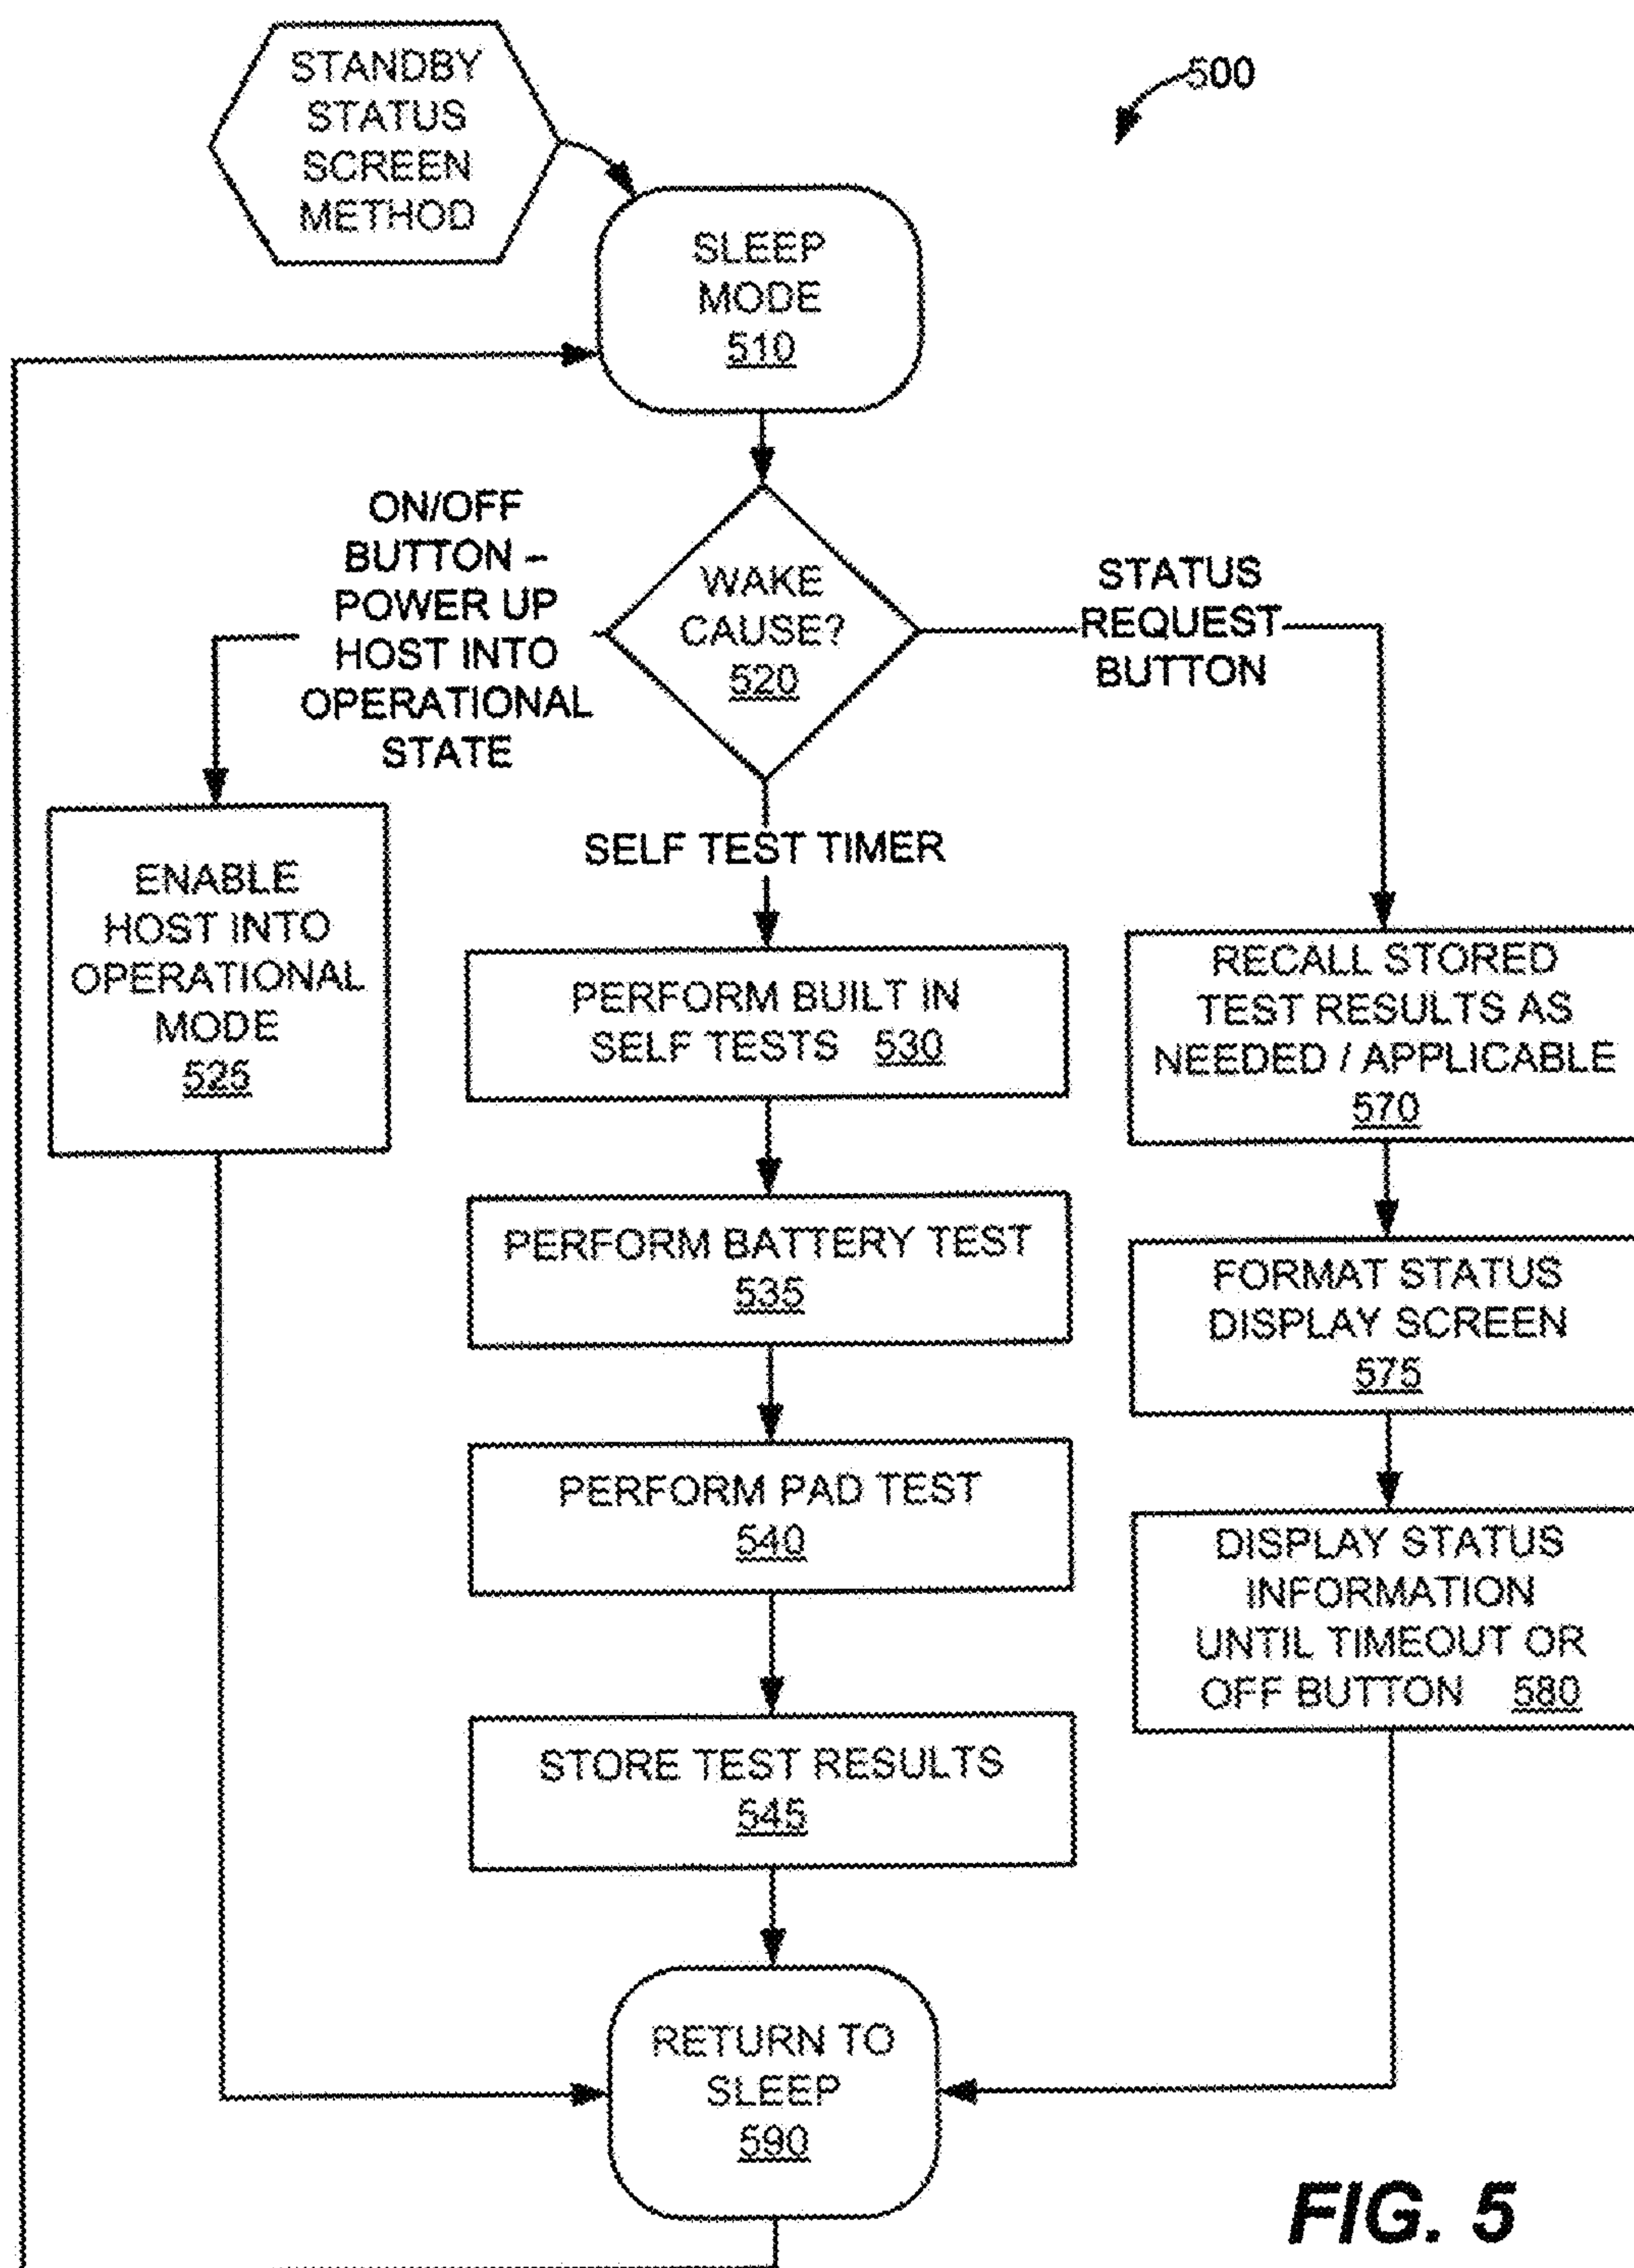 STANDBY
STATUS
SCREEN
METHOD
500
SLEEP
MODE
510
WAKE
CAUSE?
520
ON/OFF
BUTTON –
POWER UP
HOST INTO
OPERATIONAL
STATE
STATUS
REQUEST
BUTTON
SELF TEST TIMER
ENABLE
HOST INTO
OPERATIONAL
MODE
525
PERFORM BUILT IN
SELF TESTS 530
PERFORM BATTERY TEST
535
PERFORM PAD TEST
540
STORE TEST RESULTS
545
RECALL STORED
TEST RESULTS AS
NEEDED / APPLICABLE
570
FORMAT STATUS
DISPLAY SCREEN
575
DISPLAY STATUS
INFORMATION
UNTIL TIMEOUT OR
OFF BUTTON 580
RETURN TO
SLEEP
590
FIG. 5